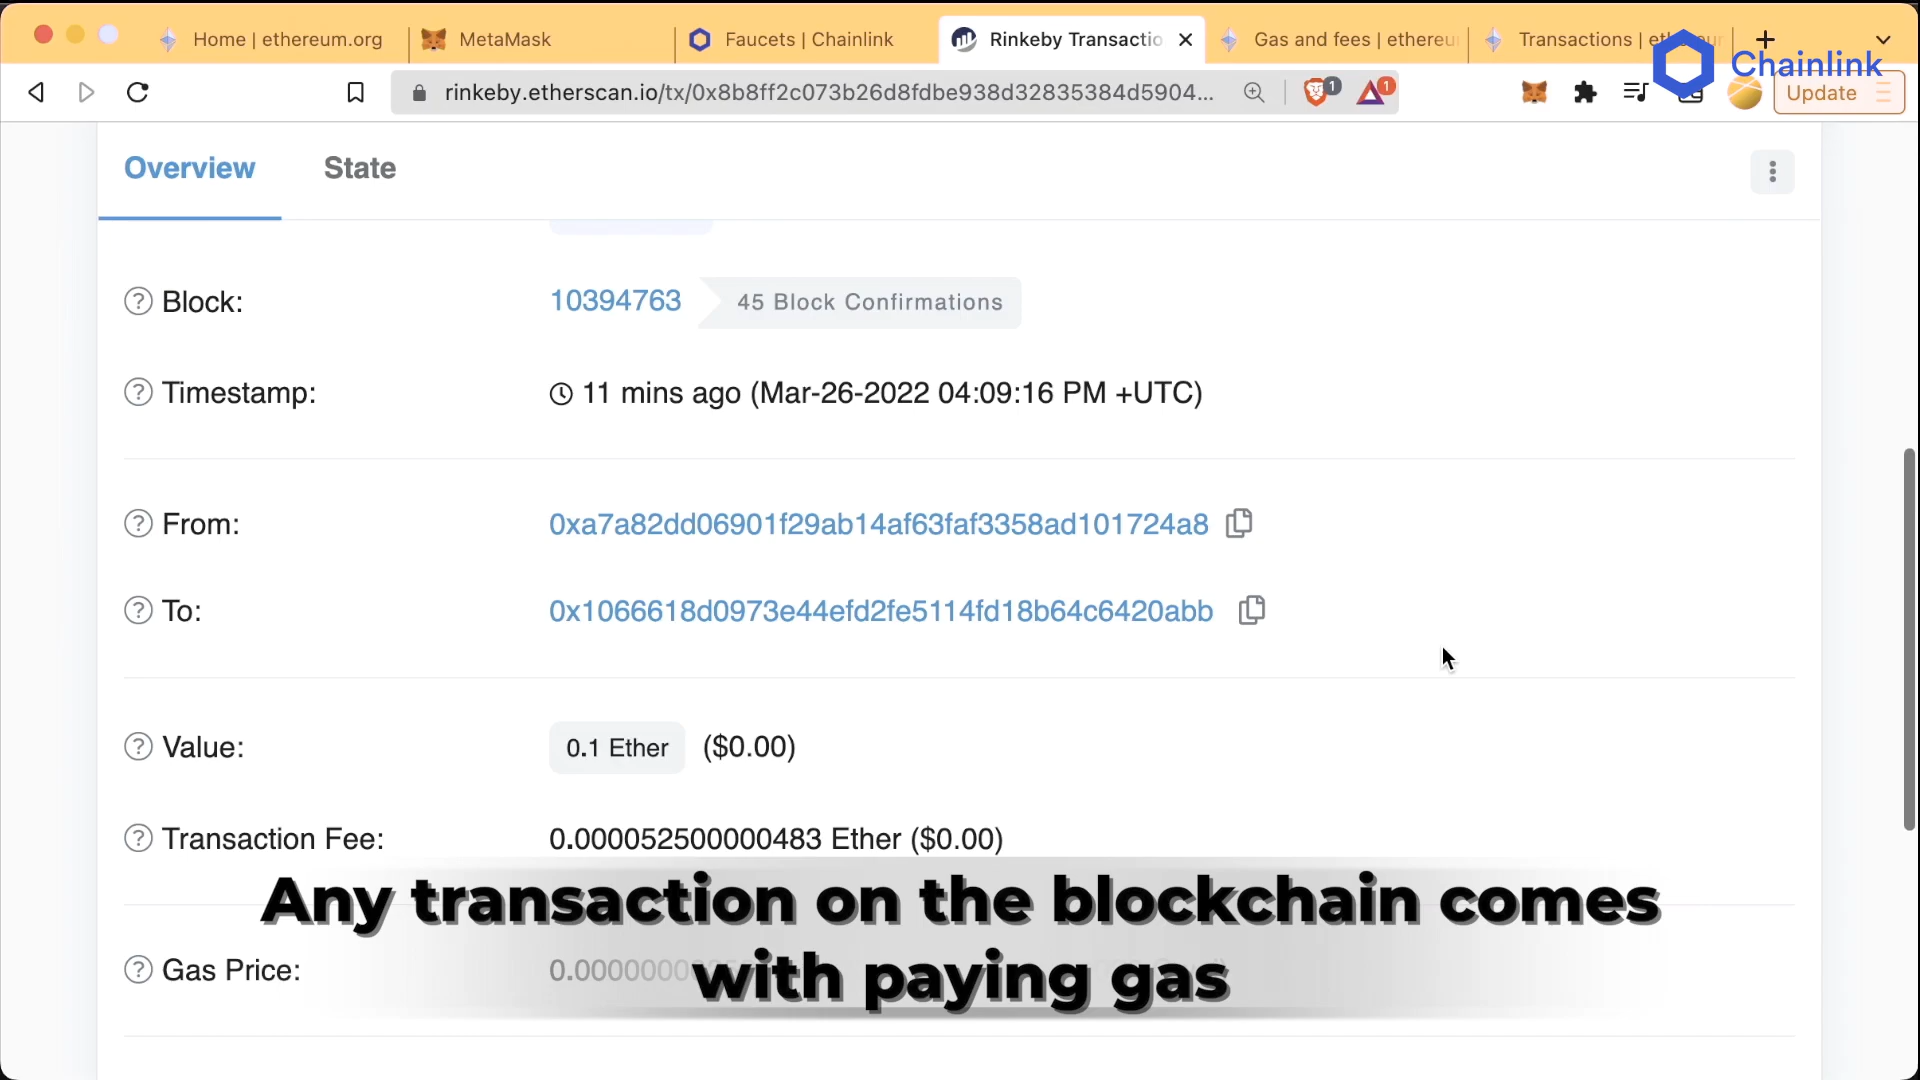 Home | ethereum.org
MetaMask
Faucets | Chainlink
Rinkeby Transactio
Gas and fees | ethereu
Transactions |
Chainlink
rinkeby.etherscan.io/tx/0x8b8ff2c073b26d8fdbe938d32835384d5904...
1
1
Update
Overview
State
Block:
10394763
45 Block Confirmations
Timestamp:
11 mins ago (Mar-26-2022 04:09:16 PM +UTC)
From:
0xa7a82dd06901f29ab14af63faf3358ad101724a8
To:
0x1066618d0973e44efd2fe5114fd18b64c6420abb
Value:
0.1 Ether
($0.00)
Transaction Fee:
0.000052500000483 Ether ($0.00)
Any transaction on the blockchain comes
Gas Price:
with paying gas